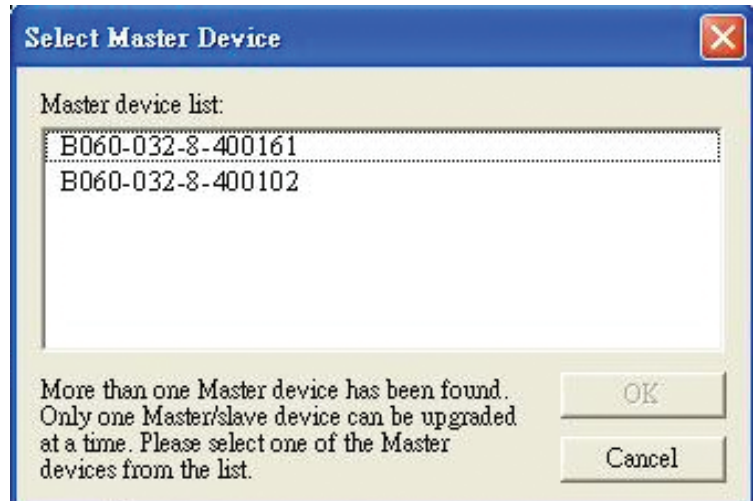 Select Master Device
Master device list:
B060-032-8-400161
B060-032-8-400102
More than one Master device has been found.
Only one Master/slave device can be upgraded
at a time. Please select one of the Master
devices from the list.
OK
Cancel